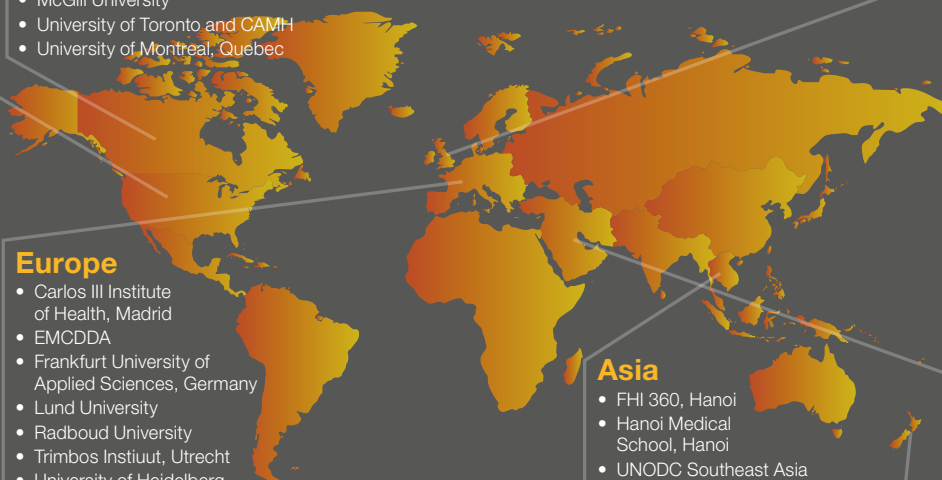 • McGill University
• University of Toronto and CAMH
• University of Montreal, Quebec
Europe
• Carlos III Institute
of Health, Madrid
• EMCDDA
• Frankfurt University of
Applied Sciences, Germany
• Lund University
• Radboud University
• Trimbos Instiuut, Utrecht
• University of Heidelberg
Asia
• FHI 360, Hanoi
• Hanoi Medical
School, Hanoi
• UNODC Southeast Asia